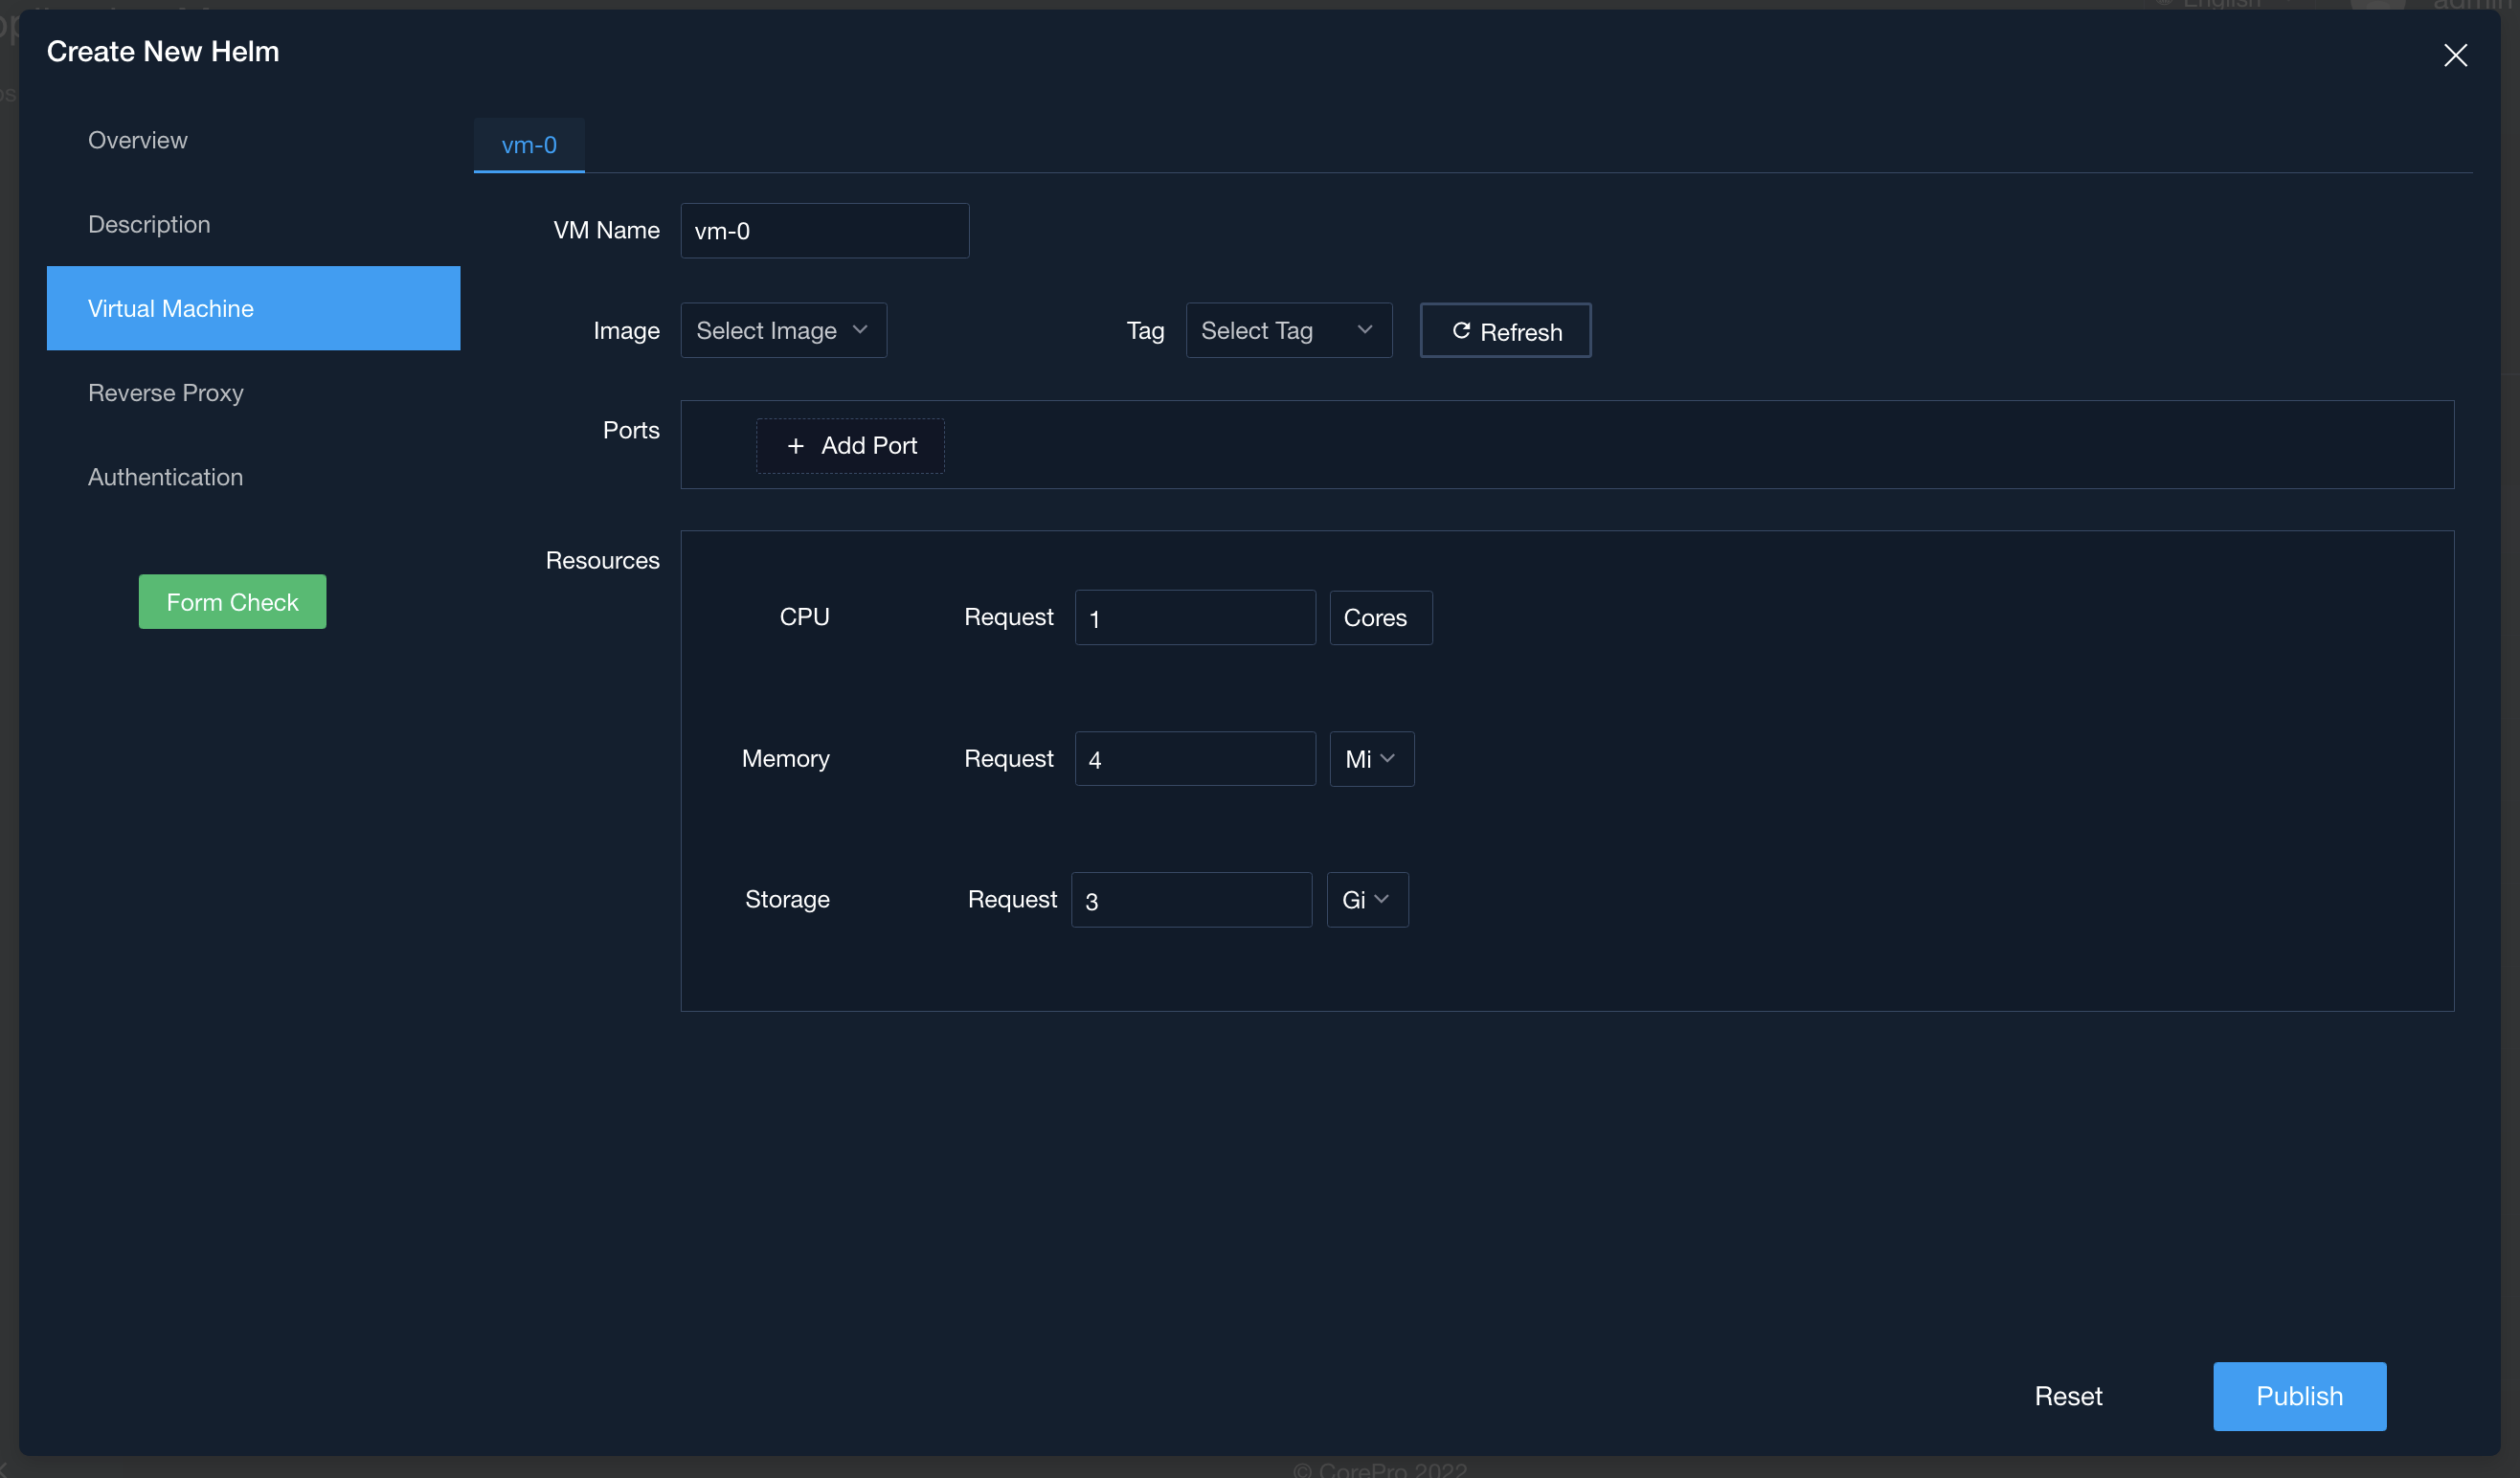 English
admin
Create New Helm
Overview
Description
Virtual Machine
Reverse Proxy
Authentication
Form Check
vm-0
VM Name vm-0
Image Select Image Tag Select Tag Refresh
Ports + Add Port
Resources
CPU Request 1 Cores
Memory Request 4 Mi
Storage Request 3 Gi
Reset Publish
© CorePro 2022